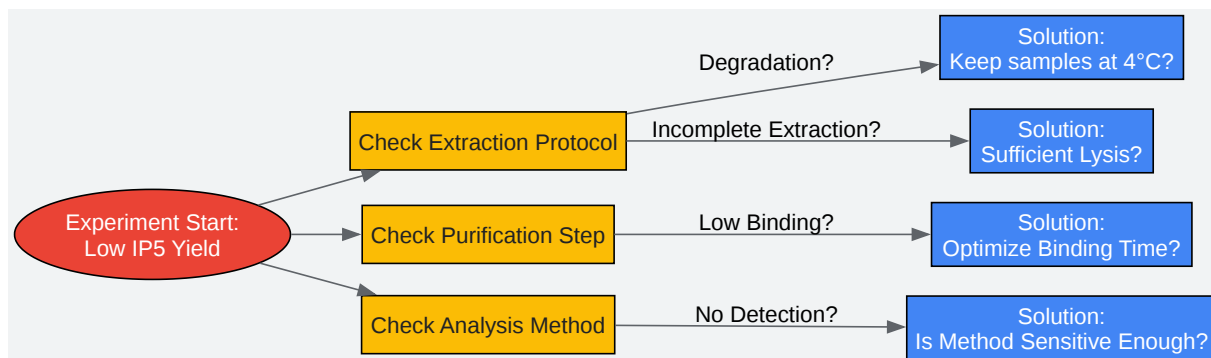 Experiment Start:
Low IP5 Yield
Check Extraction Protocol
Degradation?
Solution:
Keep samples at 4°C?
Incomplete Extraction?
Solution:
Sufficient Lysis?
Check Purification Step
Low Binding?
Solution:
Optimize Binding Time?
Check Analysis Method
No Detection?
Solution:
Is Method Sensitive Enough?